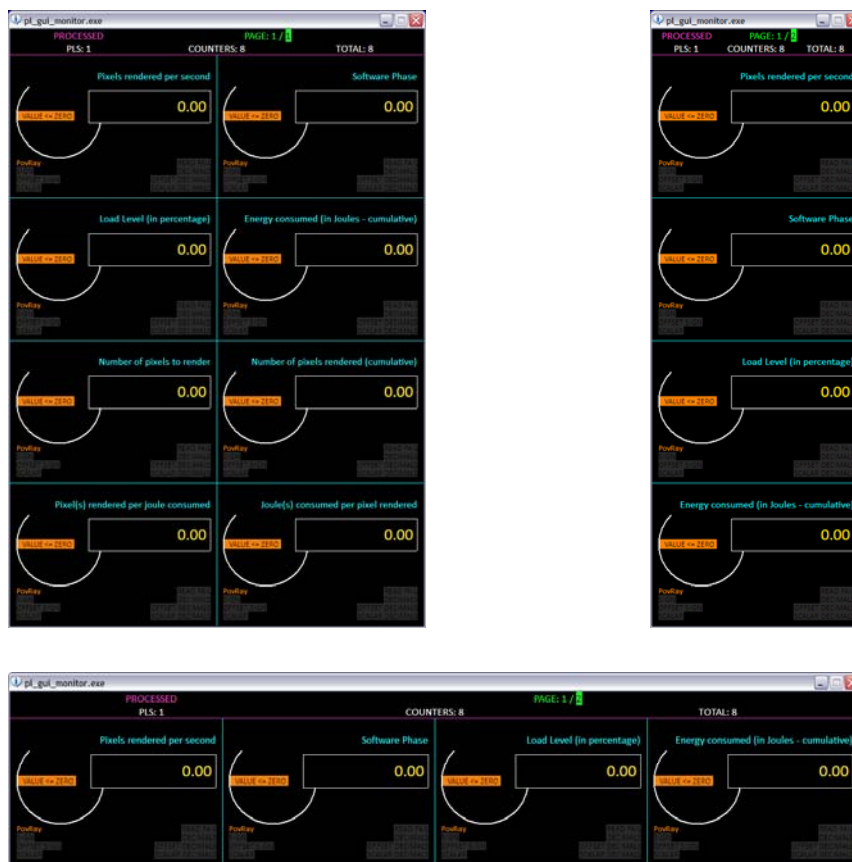 pl_gui_monitor.exe
PROCESSED PAGE: 1 / 1
PLS: 1 COUNTERS: 8 TOTAL: 8
Pixels rendered per second Software Phase
0.00 0.00
VALUE <= ZERO VALUE <= ZERO
PovRay PovRay
Load Level (in percentage) Energy consumed (in Joules - cumulative)
0.00 0.00
VALUE <= ZERO VALUE <= ZERO
PovRay PovRay
Number of pixels to render Number of pixels rendered (cumulative)
0.00 0.00
VALUE <= ZERO VALUE <= ZERO
PovRay PovRay
Pixel(s) rendered per joule consumed Joule(s) consumed per pixel rendered
0.00 0.00
VALUE <= ZERO VALUE <= ZERO
PovRay PovRay
pl_gui_monitor.exe
PROCESSED PAGE: 1 / 2
PLS: 1 COUNTERS: 8 TOTAL: 8
Pixels rendered per second
0.00
VALUE <= ZERO
PovRay
Software Phase
0.00
VALUE <= ZERO
PovRay
Load Level (in percentage)
0.00
VALUE <= ZERO
PovRay
Energy consumed (in Joules - cumulative)
0.00
VALUE <= ZERO
PovRay
pl_gui_monitor.exe
PROCESSED PAGE: 1 / 2
PLS: 1 COUNTERS: 8 TOTAL: 8
Pixels rendered per second Software Phase Load Level (in percentage) Energy consumed (in Joules - cumulative)
0.00 0.00 0.00 0.00
VALUE <= ZERO VALUE <= ZERO VALUE <= ZERO VALUE <= ZERO
PovRay PovRay PovRay PovRay